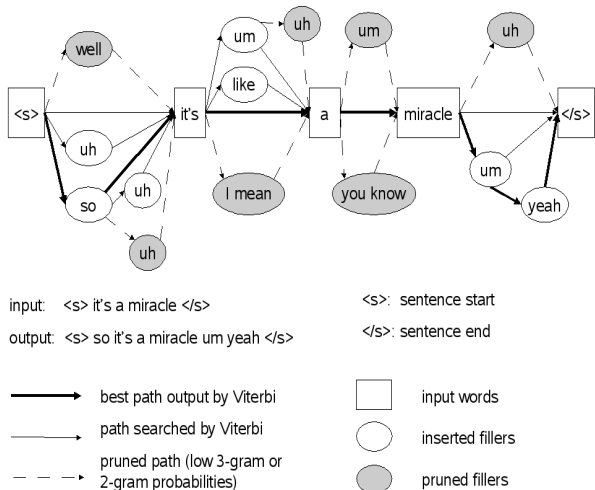 uh
um
um
uh
well
like
<s>
it's
a
miracle
</s>
uh
um
uh
I mean
you know
so
yeah
uh
input: <s> it's a miracle </s>
<s>: sentence start
output: <s> so it's a miracle um yeah </s>
</s>: sentence end
best path output by Viterbi
input words
path searched by Viterbi
inserted fillers
pruned path (low 3-gram or
2-gram probabilities)
pruned fillers